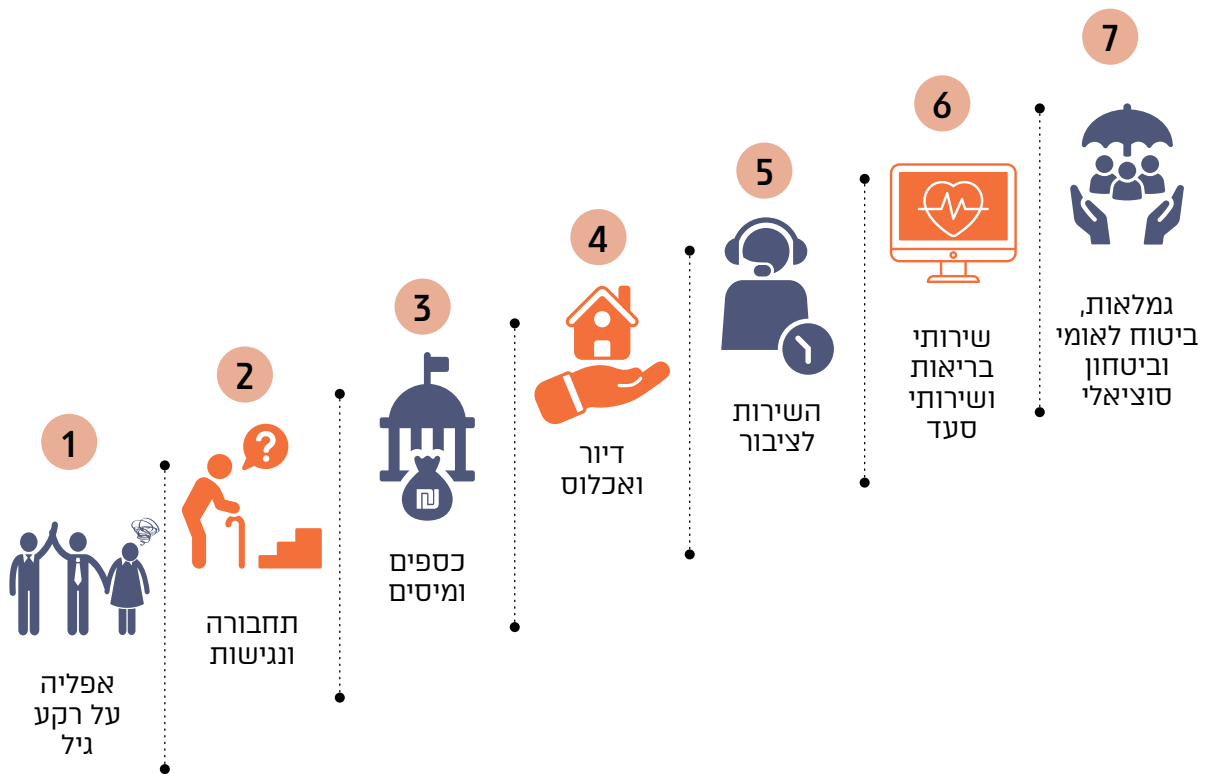 1
אפליה
על רקע
גיל
2
?
תחבורה
ונגישות
3
₪
כספים
ומיסים
4
דיור
ואכלוס
5
השירות
לציבור
6
שירותי
בריאות
ושירותי
סעד
7
גמלאות,
ביטוח לאומי
וביטחון
סוציאלי